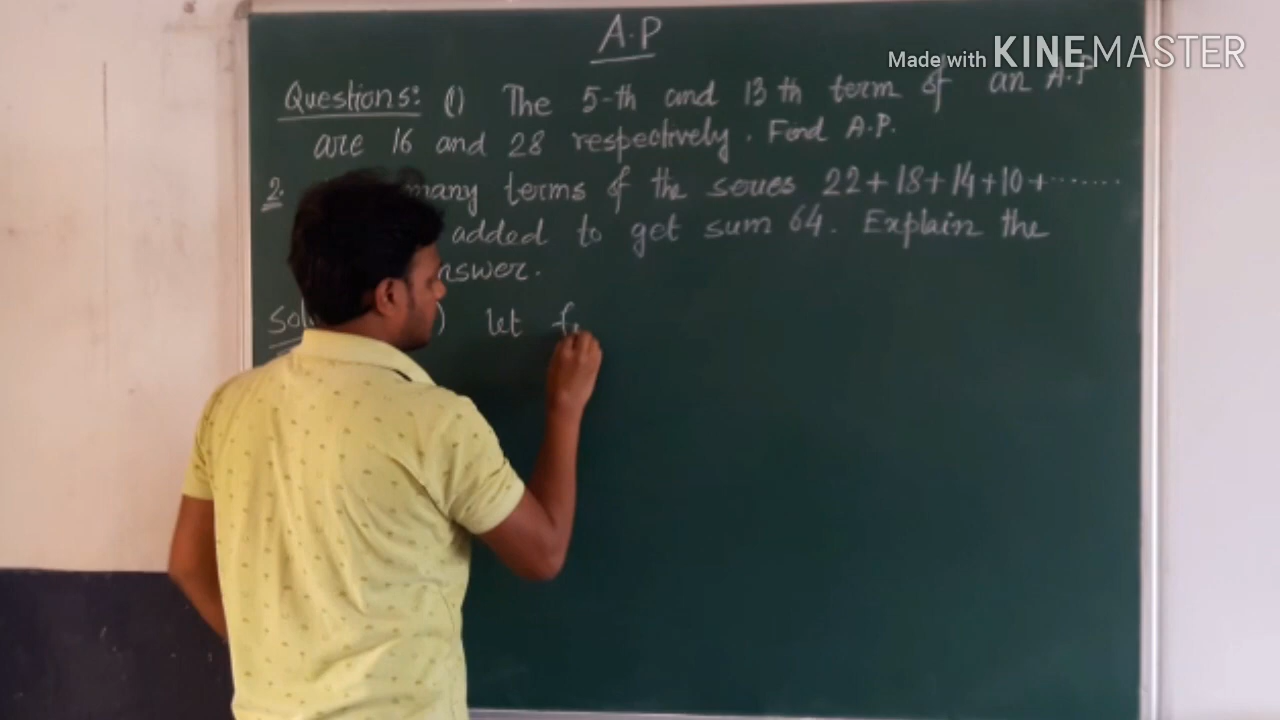 A.P
Made with KINEMASTER
Questions: (1) The 5-th and 13 th term of an A.P
are 16 and 28 respectively. Find A.P.
2. many terms of the series 22+18+14+10+.......
added to get sum 64. Explain the
nswer.
Sol ) let